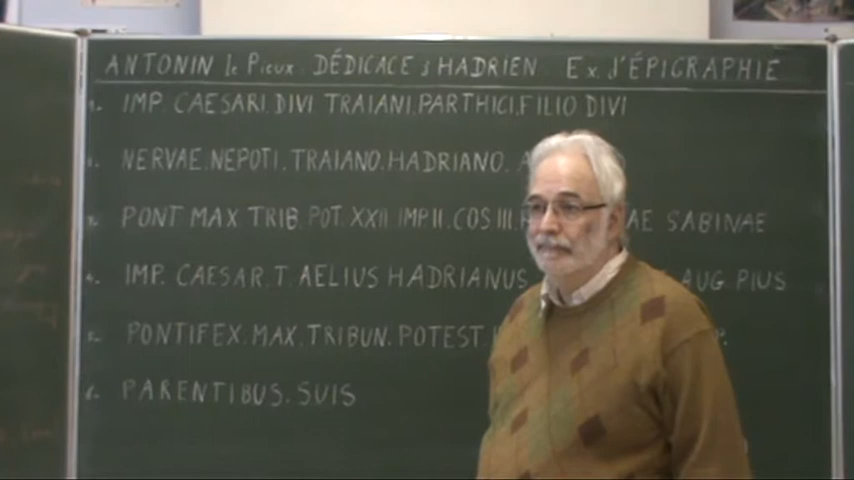 ANTONIN le Pieux. DÉDICACE à HADRIEN. Ex. d'ÉPIGRAPHIE
1. IMP. CAESARI. DIVI TRAIANI. PARTHICI. FILIO DIVI
2. NERVAE. NEPOTI. TRAIANO. HADRIANO.
3. PONT MAX TRIB. POT. XXII IMP II. COS III. SABINAE
4. IMP. CAESAR. T. AELIUS HADRIANUS AUG PIUS
5. PONTIFEX. MAX. TRIBUN. POTEST
6. PARENTIBUS. SUIS